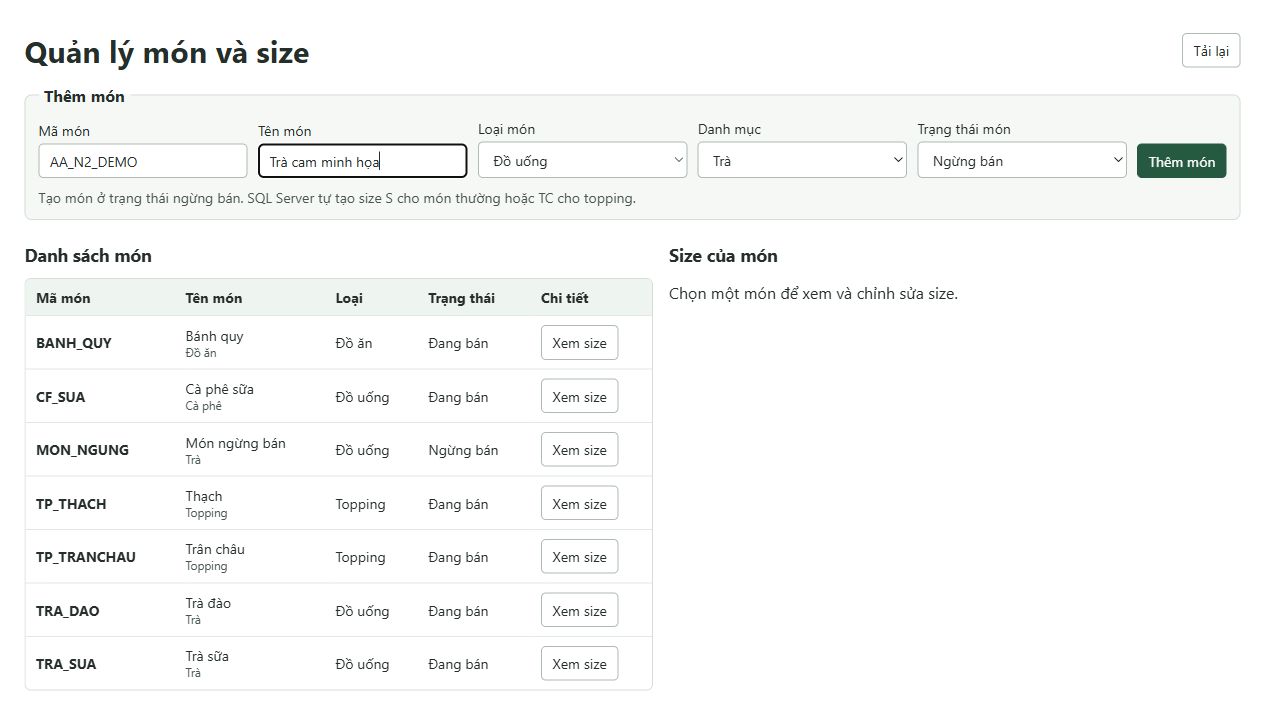 Quản lý món và size
Tải lại
Thêm món
Mã món
Tên món
Loại món
Danh mục
Trạng thái món
AA_N2_DEMO
Trà cam minh họa
Đồ uống
Trà
Ngừng bán
Thêm món
Tạo món ở trạng thái ngừng bán. SQL Server tự tạo size S cho món thường hoặc TC cho topping.
Danh sách món
Mã món Tên món Loại Trạng thái Chi tiết
BANH_QUY Bánh quy Đồ ăn Đang bán Xem size
Đồ ăn
CF_SUA Cà phê sữa Đồ uống Đang bán Xem size
Cà phê
MON_NGUNG Món ngừng bán Đồ uống Ngừng bán Xem size
Trà
TP_THACH Thạch Topping Đang bán Xem size
Topping
TP_TRANCHAU Trân châu Topping Đang bán Xem size
Topping
TRA_DAO Trà đào Đồ uống Đang bán Xem size
Trà
TRA_SUA Trà sữa Đồ uống Đang bán Xem size
Trà
Size của món
Chọn một món để xem và chỉnh sửa size.